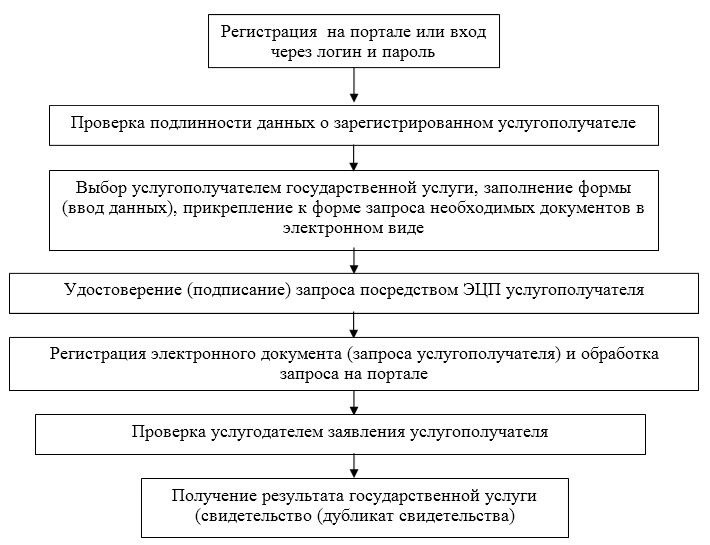 Регистрация на портале или вход
через логин и пароль
Проверка подлинности данных о зарегистрированном услугополучателе
Выбор услугополучателем государственной услуги, заполнение формы
(ввод данных), прикрепление к форме запроса необходимых документов в
электронном виде
Удостоверение (подписание) запроса посредством ЭЦП услугополучателя
Регистрация электронного документа (запроса услугополучателя) и обработка
запроса на портале
Проверка услугодателем заявления услугополучателя
Получение результата государственной услуги
(свидетельство (дубликат свидетельства)